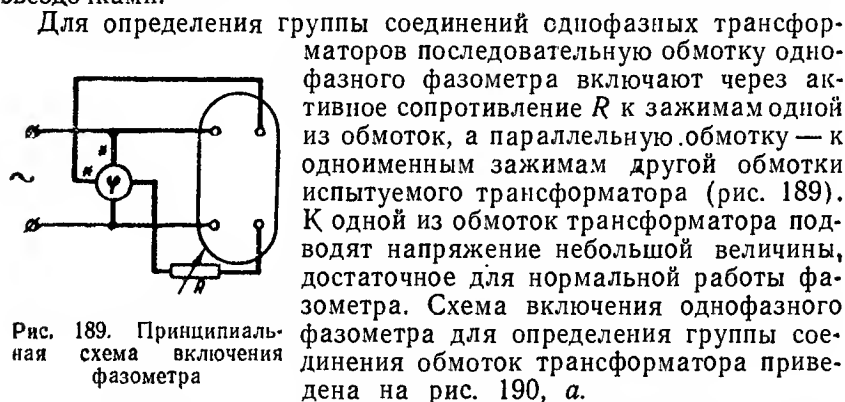 Для определения группы соединений однофазных трансфор-
маторов последовательную обмотку одно-
фазного фазометра включают через ак-
тивное сопротивление R к зажимам одной
из обмоток, а параллельную обмотку — к
одноименным зажимам другой обмотки
испытуемого трансформатора (рис. 189).
К одной из обмоток трансформатора под-
водят напряжение небольшой величины,
достаточное для нормальной работы фа-
зометра. Схема включения однофазного
фазометра для определения группы сое-
динения обмоток трансформатора приве-
дена на рис. 190, а.
* * φ
~
R
Рис. 189. Принципиаль-
ная схема включения
фазометра